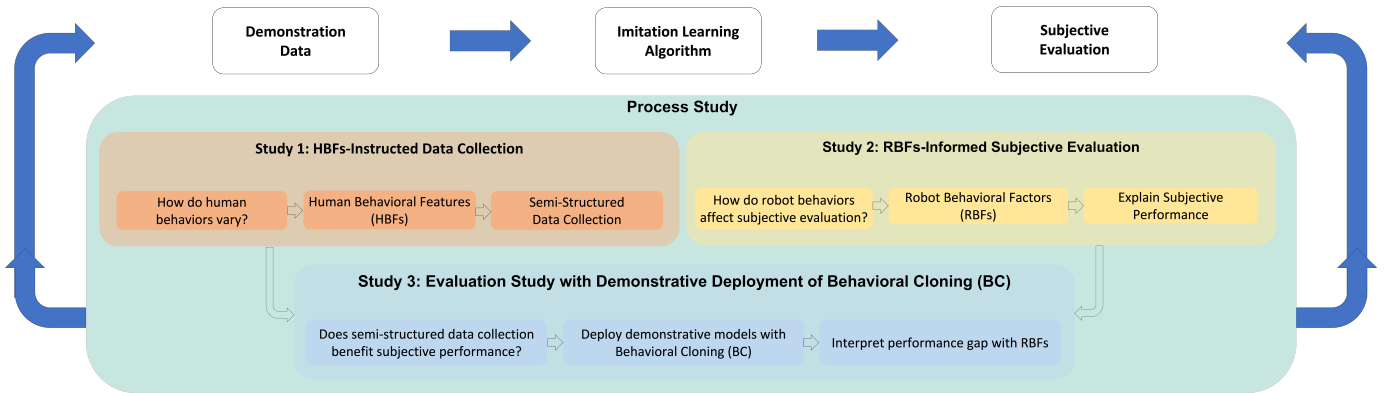 Demonstration
Data
Imitation Learning
Algorithm
Subjective
Evaluation
Process Study
Study 1: HBFs-Instructed Data Collection
How do human
behaviors vary?
Human Behavioral Features
(HBFs)
Semi-Structured
Data Collection
Study 2: RBFs-Informed Subjective Evaluation
How do robot behaviors
affect subjective evaluation?
Robot Behavioral Factors
(RBFs)
Explain Subjective
Performance
Study 3: Evaluation Study with Demonstrative Deployment of Behavioral Cloning (BC)
Does semi-structured data collection
benefit subjective performance?
Deploy demonstrative models with
Behavioral Cloning (BC)
Interpret performance gap with RBFs